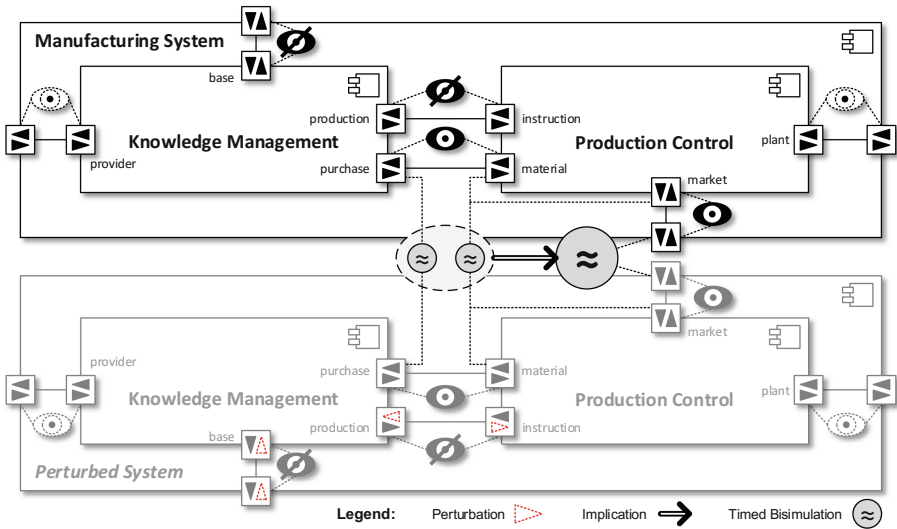 Manufacturing System
base
Knowledge Management
production
purchase
provider
Production Control
instruction
material
plant
market
≈
≈
≈
provider
purchase
Knowledge Management
production
base
Perturbed System
market
material
Production Control
instruction
plant
Legend: Perturbation Implication Timed Bisimulation ≈